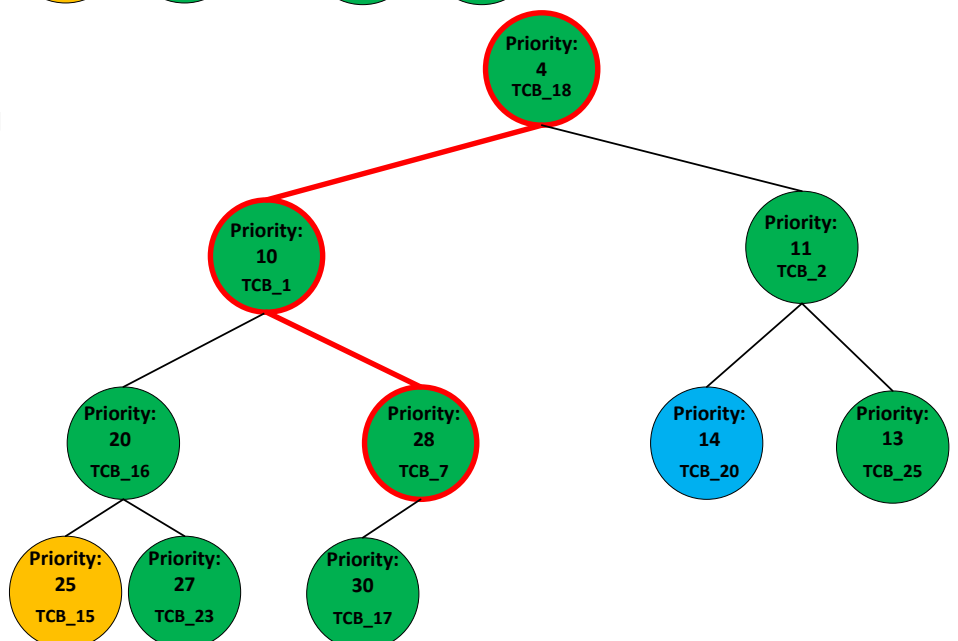 Priority:
4
TCB_18
Priority:
10
TCB_1
Priority:
11
TCB_2
Priority:
20
TCB_16
Priority:
28
TCB_7
Priority:
14
TCB_20
Priority:
13
TCB_25
Priority:
25
TCB_15
Priority:
27
TCB_23
Priority:
30
TCB_17